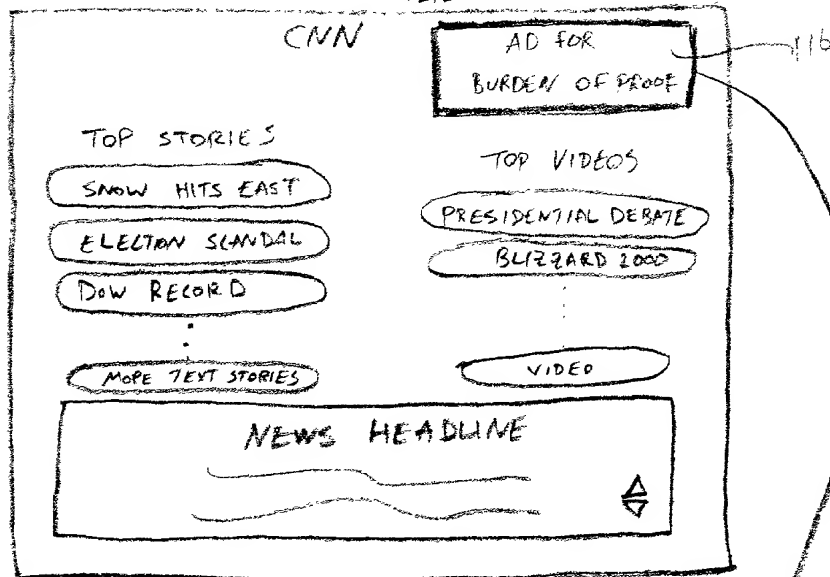 CNN
AD FOR
BURDEN OF PROOF
116
TOP STORIES
SNOW HITS EAST
ELECTION SCANDAL
DOW RECORD
MORE TEXT STORIES
TOP VIDEOS
PRESIDENTIAL DEBATE
BLIZZARD 2000
VIDEO
NEWS HEADLINE